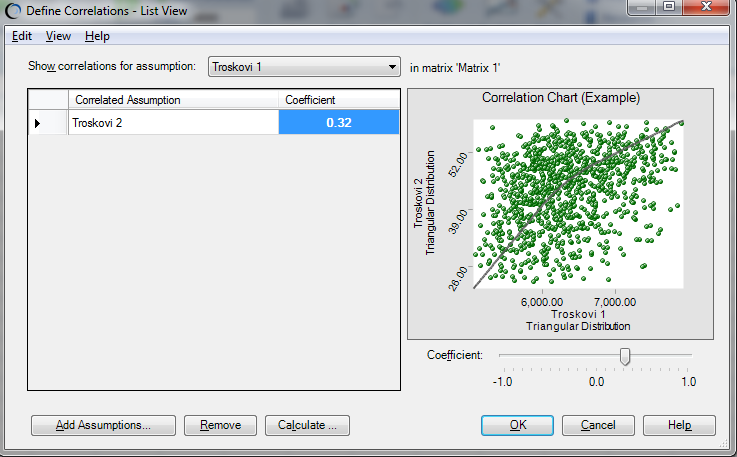 Define Correlations - List View
Edit View Help
Show correlations for assumption: Troskovi 1 in matrix 'Matrix 1'
Correlated Assumption Coefficient
Troskovi 2 0.32
Correlation Chart (Example)
Troskovi 2
Triangular Distribution
52.00
39.00
26.00
6,000.00 7,000.00
Troskovi 1
Triangular Distribution
Coefficient:
-1.0 0.0 1.0
Add Assumptions... Remove Calculate ... OK Cancel Help